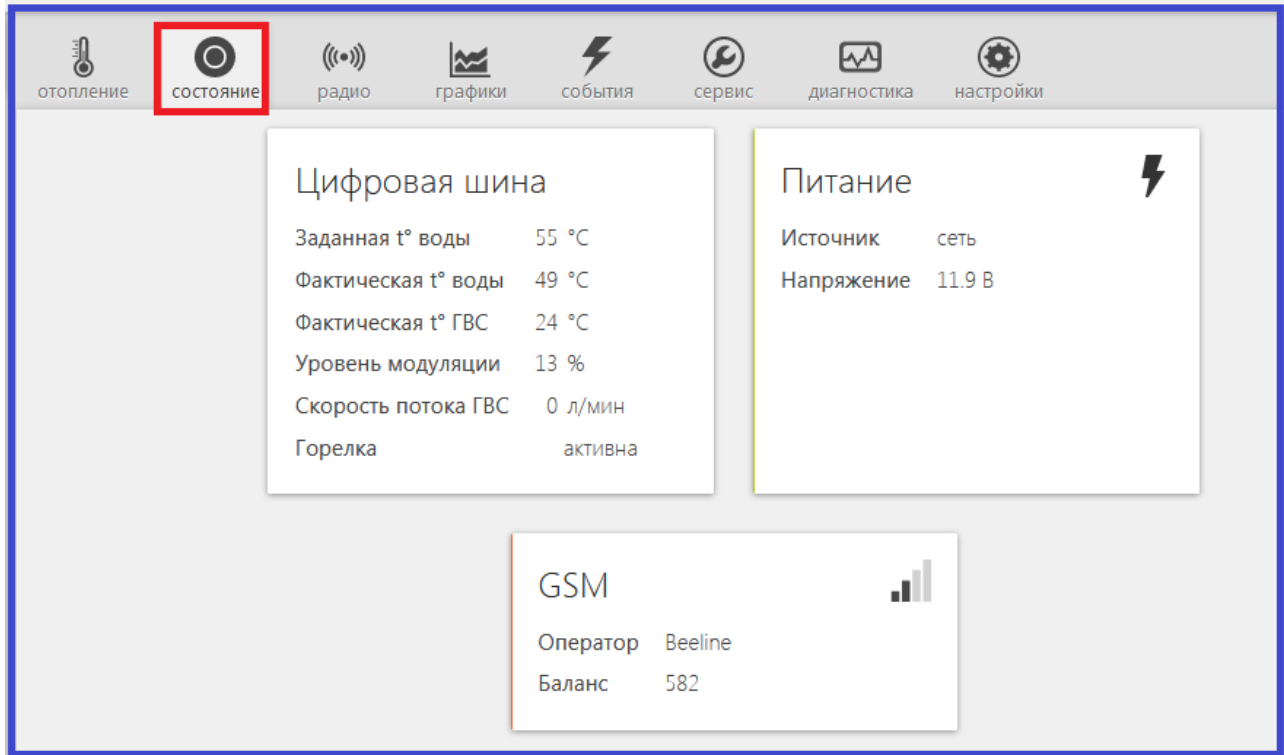 отопление состояние радио графики события сервис диагностика настройки
Цифровая шина
Заданная t° воды 55 °C
Фактическая t° воды 49 °C
Фактическая t° ГВС 24 °C
Уровень модуляции 13 %
Скорость потока ГВС 0 л/мин
Горелка активна
Питание
Источник сеть
Напряжение 11.9 В
GSM
Оператор Beeline
Баланс 582